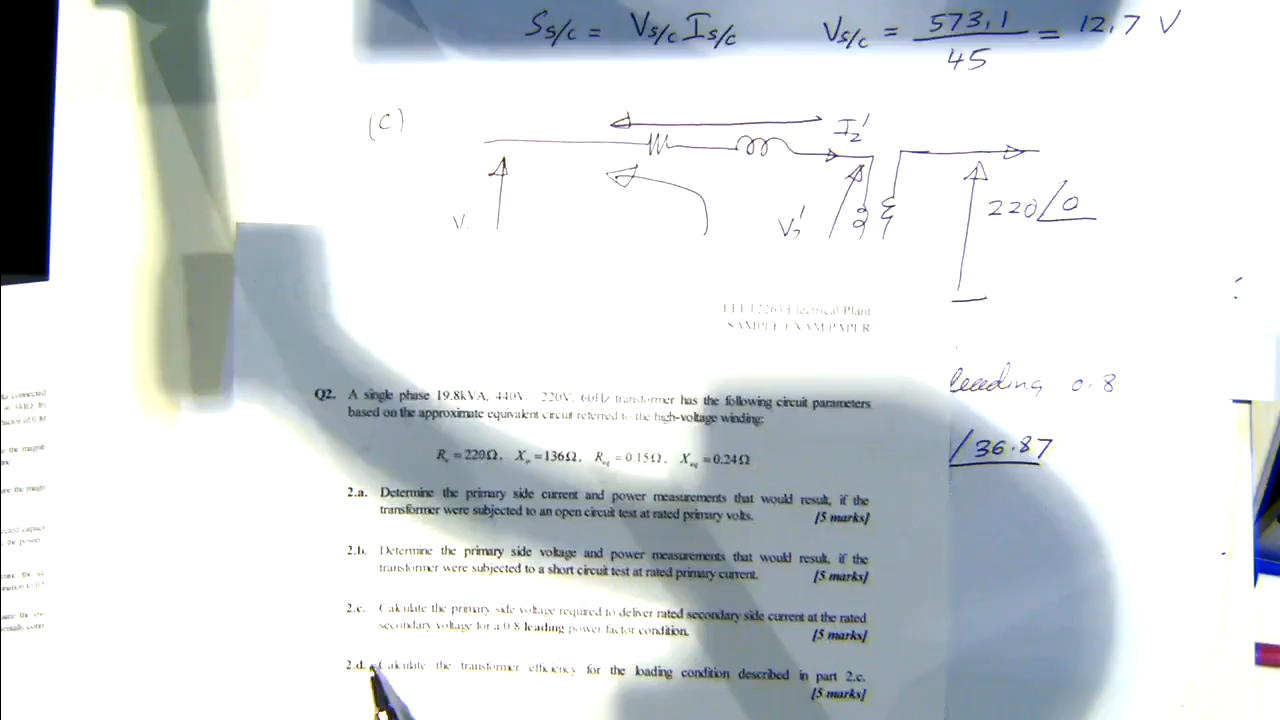 Ss/c = Vs/c Is/c Vs/c = 573,1 / 45 = 12,7 V
(C)
I2'
V2' 220/0
V.
EEET2263 Electrical Plant
SAMPLE EXAM PAPER
leading 0.8
/36.87
Q2. A single phase 19.8kVA, 440V 220V, 60Hz transformer has the following circuit parameters
based on the approximate equivalent circuit referred to the high-voltage winding:
Rc = 220Ω, Xμ = 136Ω, Req = 0.15Ω, Xeq = 0.24Ω
2.a. Determine the primary side current and power measurements that would result, if the
transformer were subjected to an open circuit test at rated primary volts. [5 marks]
2.b. Determine the primary side voltage and power measurements that would result, if the
transformer were subjected to a short circuit test at rated primary current. [5 marks]
2.c. Calculate the primary side voltage required to deliver rated secondary side current at the rated
secondary voltage for a 0.8 leading power factor condition. [5 marks]
2.d. Calculate the transformer efficiency for the loading condition described in part 2.c.
[5 marks]